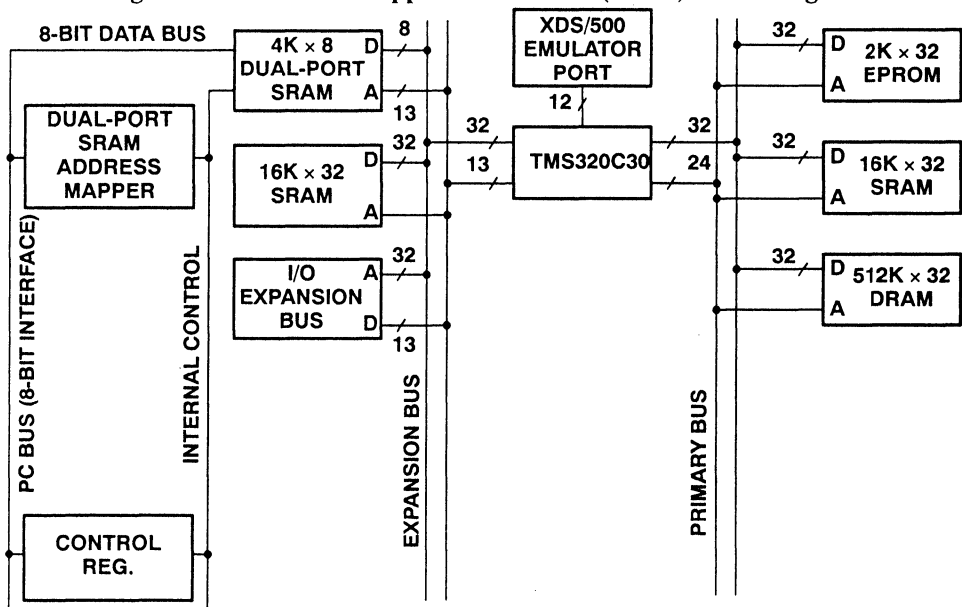 8-BIT DATA BUS
4K × 8
DUAL-PORT
SRAM
D
A
8
13
DUAL-PORT
SRAM
ADDRESS
MAPPER
16K × 32
SRAM
D
A
32
I/O
EXPANSION
BUS
A
D
32
13
PC BUS (8-BIT INTERFACE)
INTERNAL CONTROL
CONTROL
REG.
EXPANSION BUS
XDS/500
EMULATOR
PORT
12
32
13
TMS320C30
32
24
PRIMARY BUS
32
D
A
2K × 32
EPROM
32
D
A
16K × 32
SRAM
32
D
A
512K × 32
DRAM